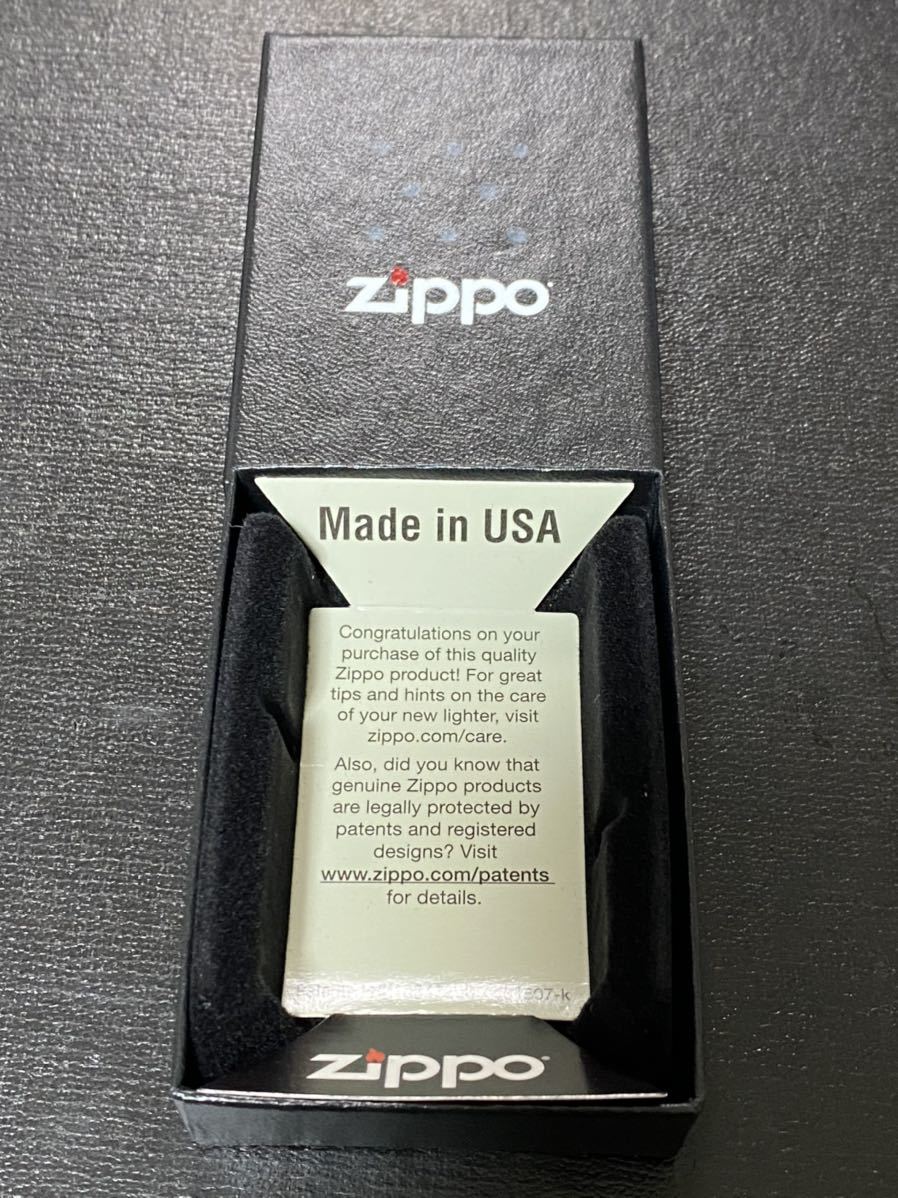 zippo
Made in USA
Congratulations on your
purchase of this quality
Zippo product! For great
tips and hints on the care
of your new lighter, visit
zippo.com/care.
Also, did you know that
genuine Zippo products
are legally protected by
patents and registered
designs? Visit
www.zippo.com/patents
for details.
zippo